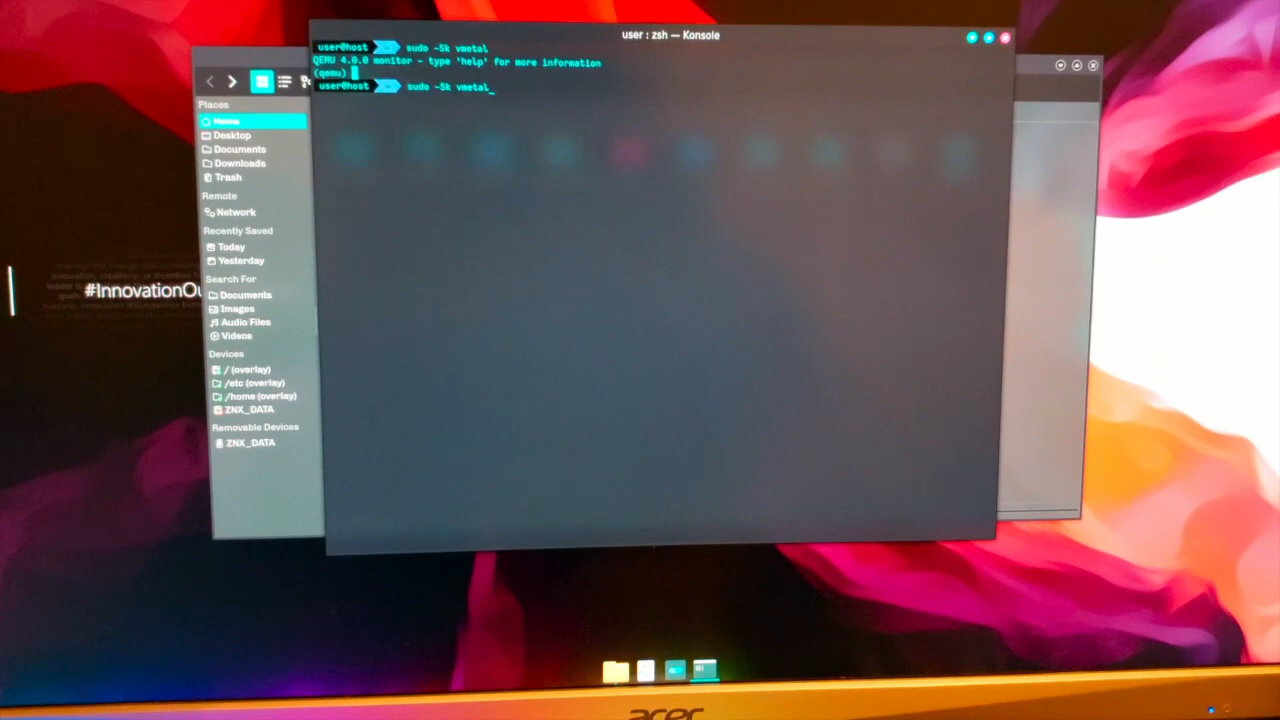 user : zsh — Konsole
user@host ~ sudo -Sk vmetal
QEMU 4.0.0 monitor - type 'help' for more information
(qemu)
user@host ~ sudo -Sk vmetal_
Places
Home
Desktop
Documents
Downloads
Trash
Remote
Network
Recently Saved
Today
Yesterday
Search For
Documents
Images
Audio Files
Videos
Devices
/ (overlay)
/etc (overlay)
/home (overlay)
ZNX_DATA
Removable Devices
ZNX_DATA
#InnovationOu
acer